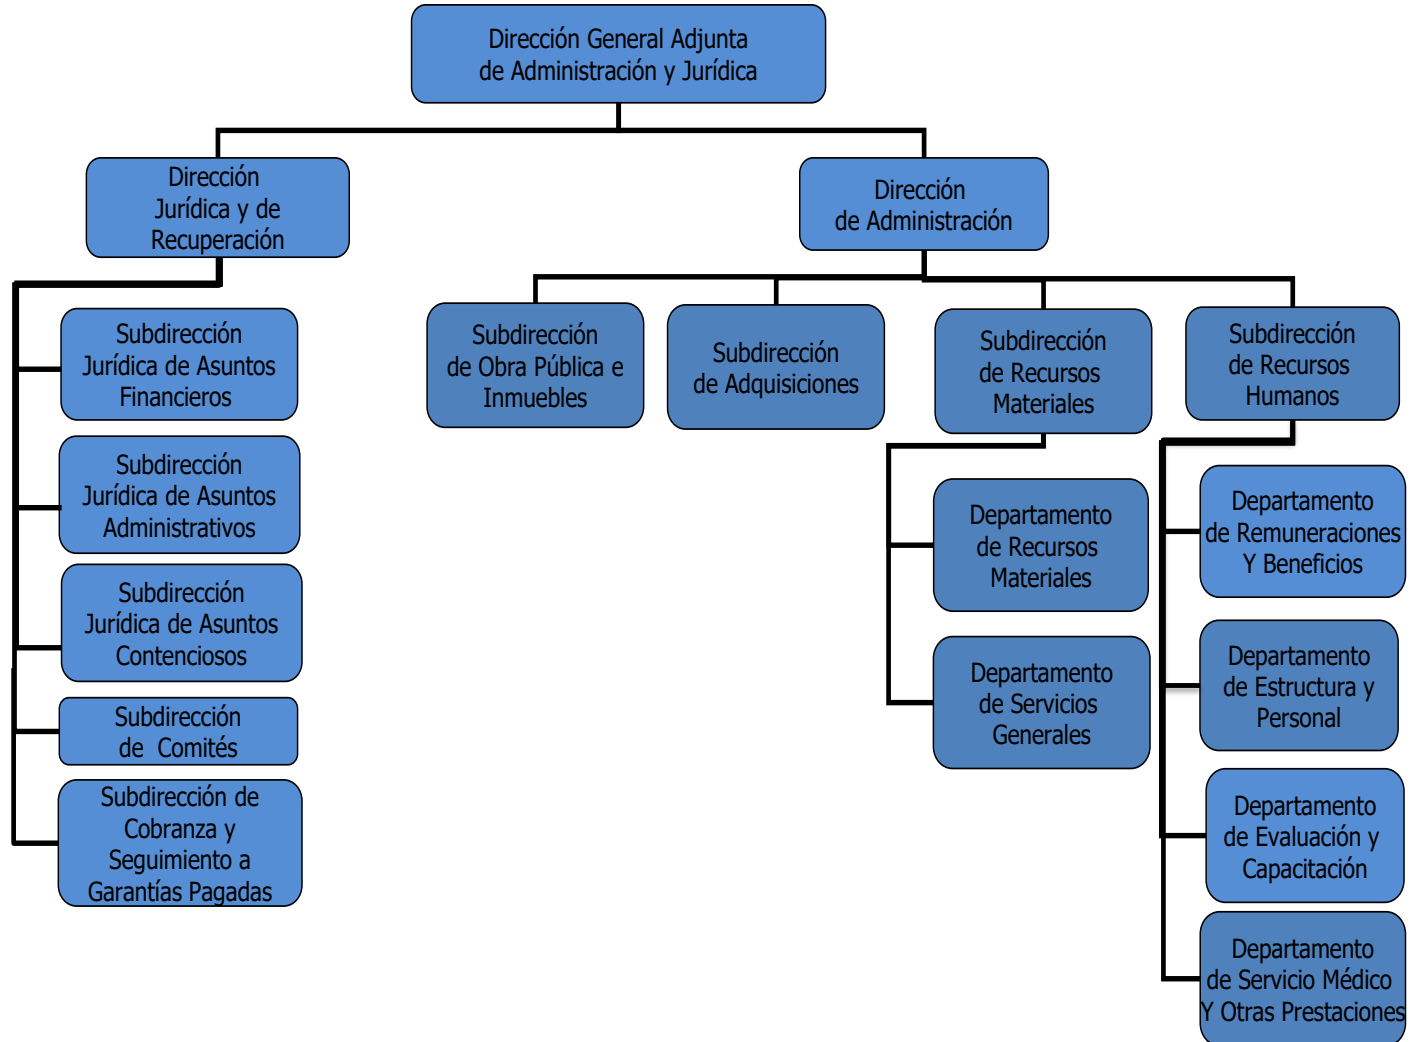 Dirección General Adjunta
de Administración y Jurídica
Dirección
Jurídica y de
Recuperación
Dirección
de Administración
Subdirección
Jurídica de Asuntos
Financieros
Subdirección
Jurídica de Asuntos
Administrativos
Subdirección
Jurídica de Asuntos
Contenciosos
Subdirección
de Comités
Subdirección de
Cobranza y
Seguimiento a
Garantías Pagadas
Subdirección
de Obra Pública e
Inmuebles
Subdirección
de Adquisiciones
Subdirección
de Recursos
Materiales
Subdirección
de Recursos
Humanos
Departamento
de Recursos
Materiales
Departamento
de Servicios
Generales
Departamento
de Remuneraciones
Y Beneficios
Departamento
de Estructura y
Personal
Departamento
de Evaluación y
Capacitación
Departamento
de Servicio Médico
Y Otras Prestaciones